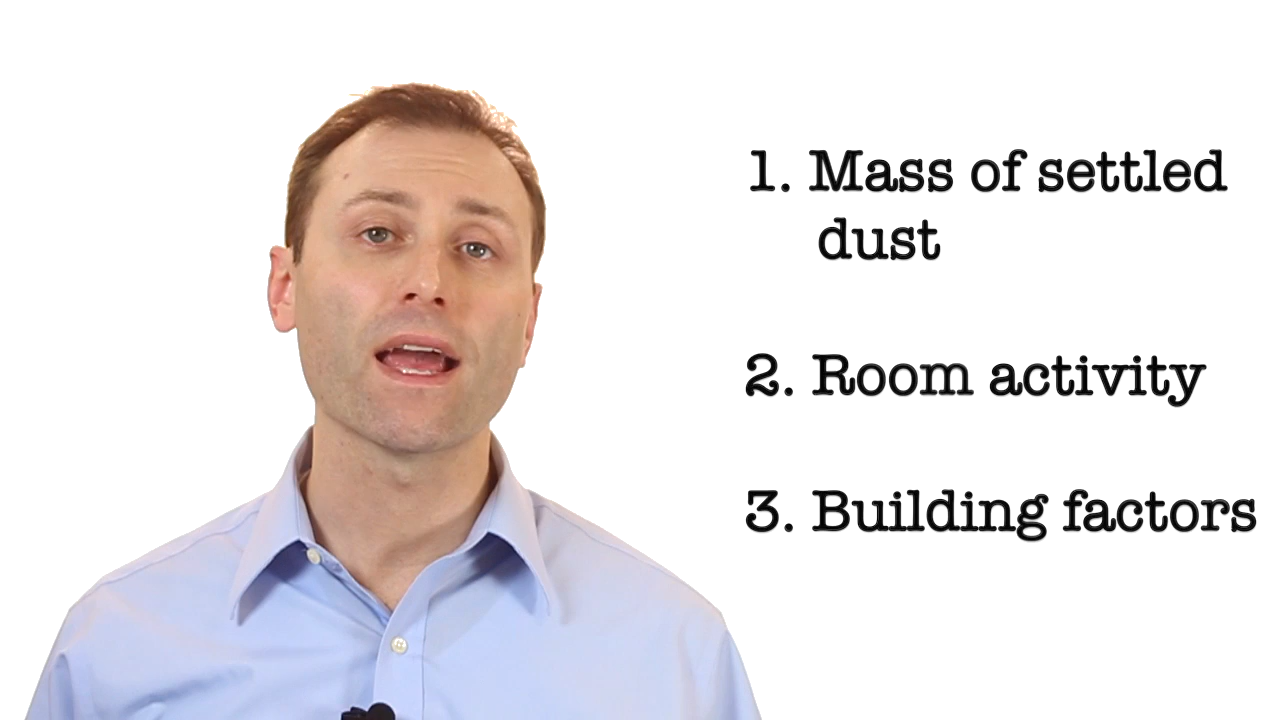 1. Mass of settled
dust
2. Room activity
3. Building factors